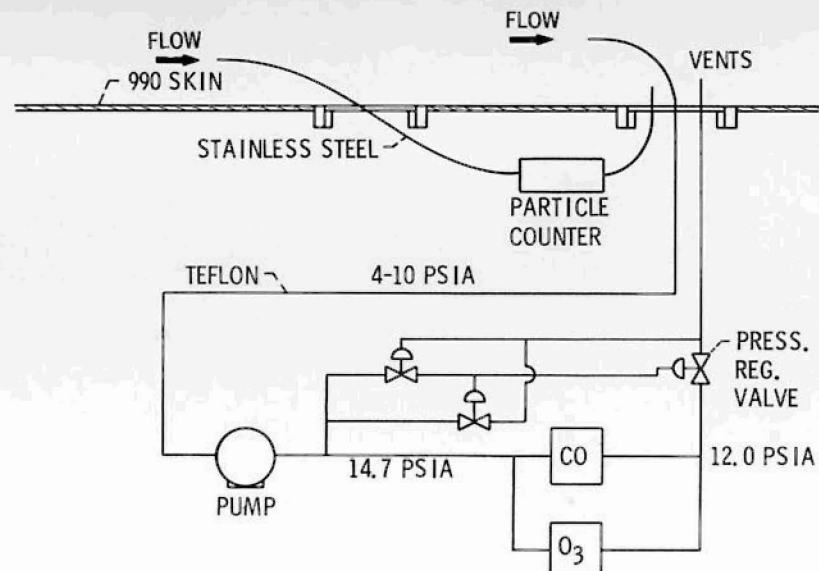 FLOW
FLOW
VENTS
990 SKIN
STAINLESS STEEL
PARTICLE
COUNTER
TEFLON
4-10 PSIA
PRESS.
REG.
VALVE
14.7 PSIA
CO
12.0 PSIA
PUMP
O3